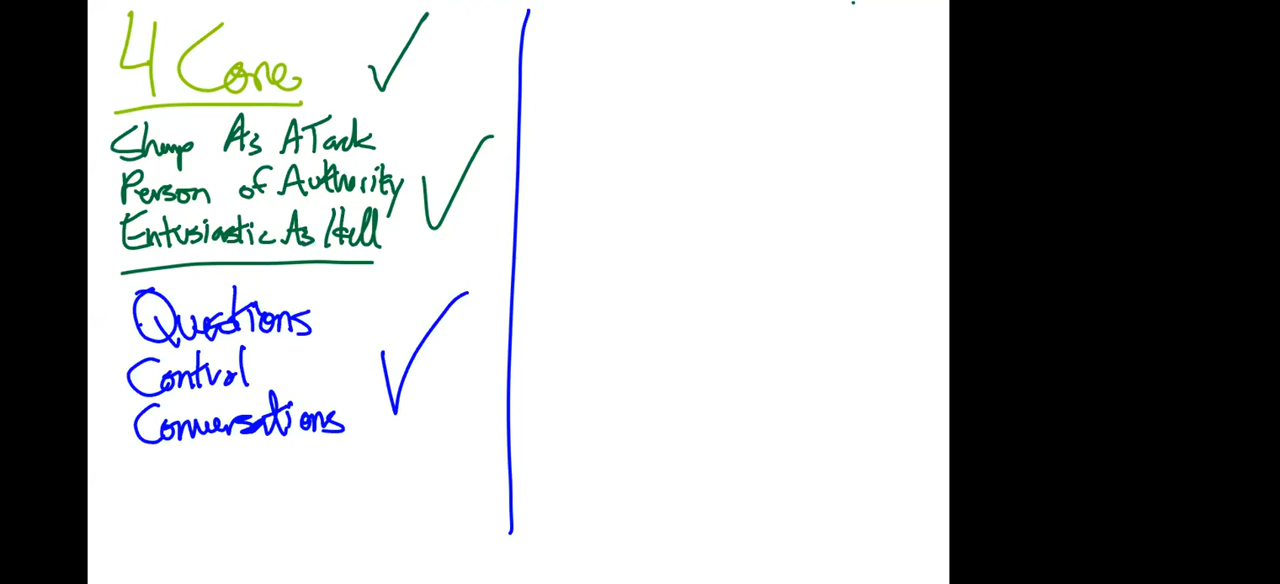 4 Core
Sharp As A Tack
Person of Authority
Entusiastic As Hell
Questions
Control
Conversations